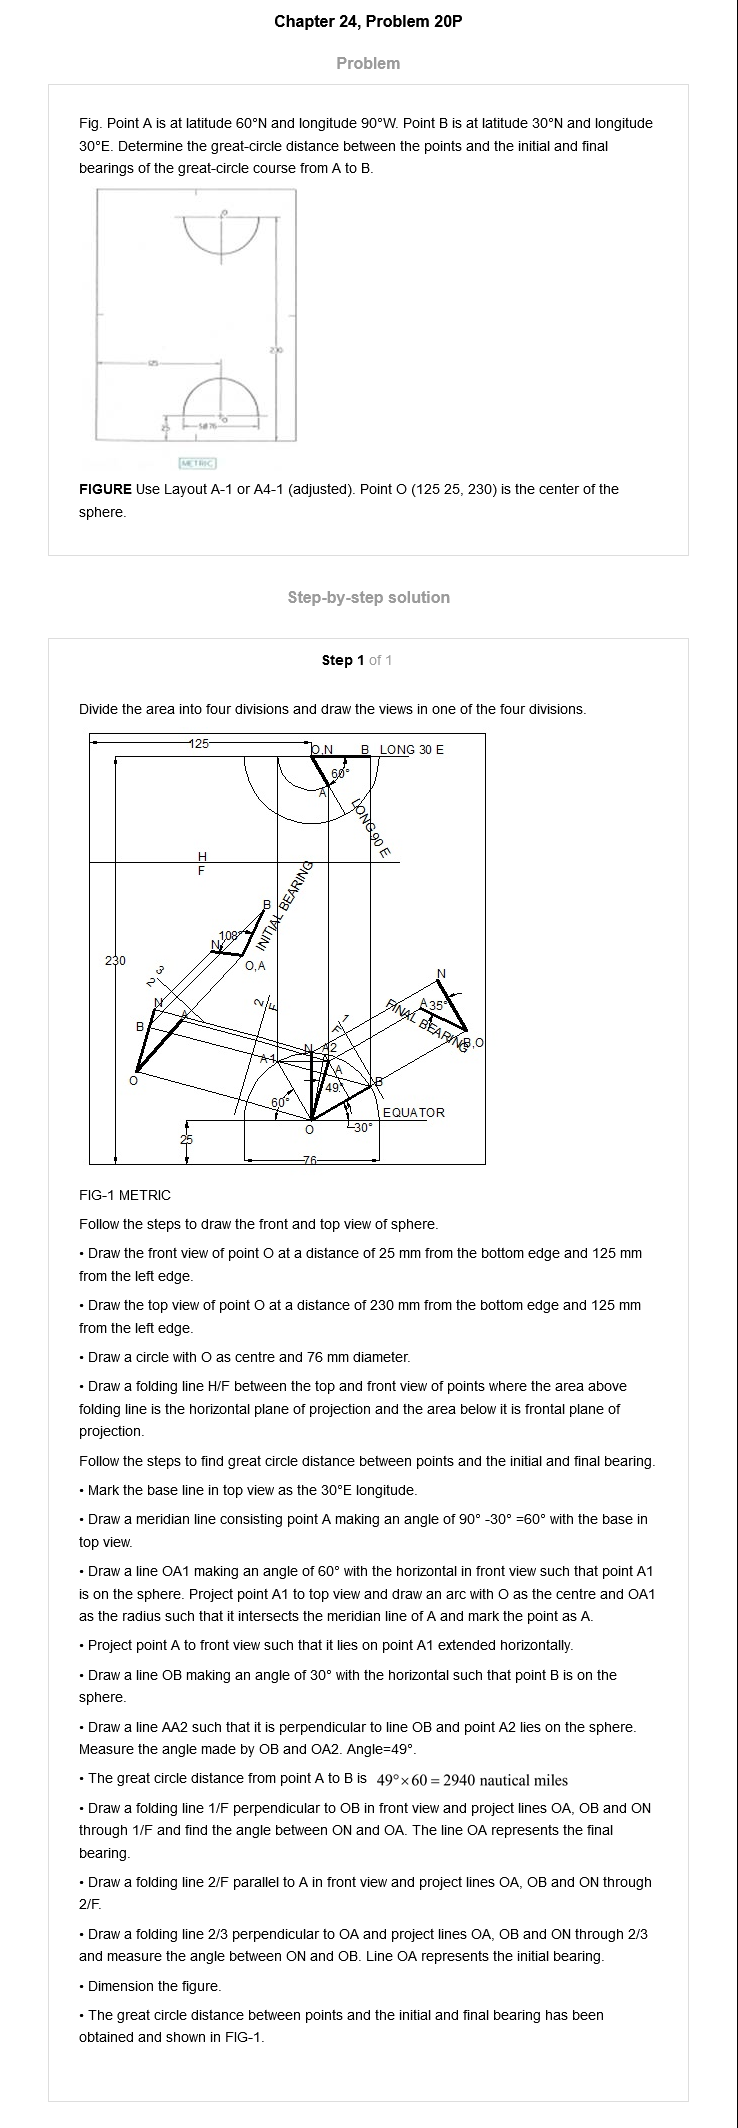 Chapter 24, Problem 20P
Problem
Fig. Point A is at latitude 60°N and longitude 90°W. Point B is at latitude 30°N and longitude
30°E. Determine the great-circle distance between the points and the initial and final
bearings of the great-circle course from A to B.
O
230
125
O
25
SØ 76
METRIC
FIGURE Use Layout A-1 or A4-1 (adjusted). Point O (125 25, 230) is the center of the
sphere.
Step-by-step solution
Step 1 of 1
Divide the area into four divisions and draw the views in one of the four divisions.
125
O,N
B LONG 30 E
60°
A
LONG 90 E
H
F
B
INITIAL BEARING
108°
N
O,A
230
3
2
N
A
B
O
2
F
1
F
N
A35°
FINAL BEARING
B,O
N A2
A1
A
49°
B
60°
EQUATOR
O
30°
25
76
FIG-1 METRIC
Follow the steps to draw the front and top view of sphere.
• Draw the front view of point O at a distance of 25 mm from the bottom edge and 125 mm
from the left edge.
• Draw the top view of point O at a distance of 230 mm from the bottom edge and 125 mm
from the left edge.
• Draw a circle with O as centre and 76 mm diameter.
• Draw a folding line H/F between the top and front view of points where the area above
folding line is the horizontal plane of projection and the area below it is frontal plane of
projection.
Follow the steps to find great circle distance between points and the initial and final bearing.
• Mark the base line in top view as the 30°E longitude.
• Draw a meridian line consisting point A making an angle of 90° -30° =60° with the base in
top view.
• Draw a line OA1 making an angle of 60° with the horizontal in front view such that point A1
is on the sphere. Project point A1 to top view and draw an arc with O as the centre and OA1
as the radius such that it intersects the meridian line of A and mark the point as A.
• Project point A to front view such that it lies on point A1 extended horizontally.
• Draw a line OB making an angle of 30° with the horizontal such that point B is on the
sphere.
• Draw a line AA2 such that it is perpendicular to line OB and point A2 lies on the sphere.
Measure the angle made by OB and OA2. Angle=49°.
• The great circle distance from point A to B is 49°×60 = 2940 nautical miles
• Draw a folding line 1/F perpendicular to OB in front view and project lines OA, OB and ON
through 1/F and find the angle between ON and OA. The line OA represents the final
bearing.
• Draw a folding line 2/F parallel to A in front view and project lines OA, OB and ON through
2/F.
• Draw a folding line 2/3 perpendicular to OA and project lines OA, OB and ON through 2/3
and measure the angle between ON and OB. Line OA represents the initial bearing.
• Dimension the figure.
• The great circle distance between points and the initial and final bearing has been
obtained and shown in FIG-1.